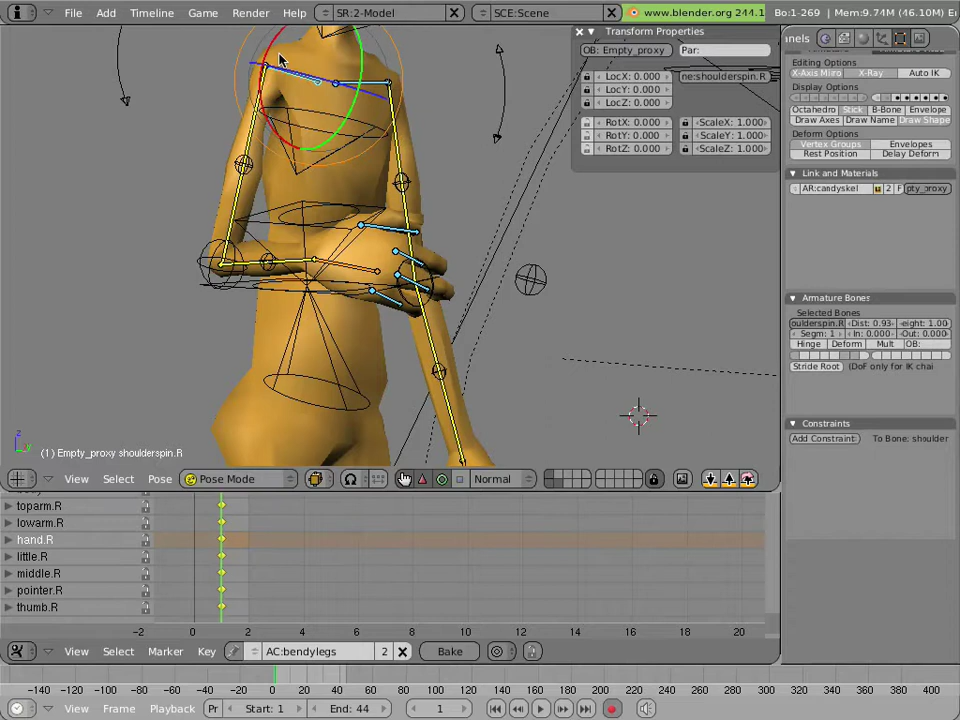 File Add Timeline Game Render Help SR:2-Model SCE:Scene www.blender.org 244.1 Bo:1-269 | Mem:9.74M (46.10M)
Transform Properties
OB: Empty_proxy Par:
LocX: 0.000 ne:shoulderspin.R
LocY: 0.000
LocZ: 0.000
RotX: 0.000 ScaleX: 1.000
RotY: 0.000 ScaleY: 1.000
RotZ: 0.000 ScaleZ: 1.000
anels
Editing Options
X-Axis Mirro X-Ray Auto IK
Display Options
Octahedro Stick B-Bone Envelope
Draw Axes Draw Name Draw Shape
Deform Options
Vertex Groups Envelopes
Rest Position Delay Deform
Link and Materials
AR:candyskel 2 F pty_proxy
Armature Bones
Selected Bones
oulderspin.R Dist: 0.93 eight: 1.00
Segm: 1 In: 0.000 Out: 0.000
Hinge Deform Mult OB:
Stride Root (DoF only for IK chai
Constraints
Add Constraint To Bone: shoulder
z
y
(1) Empty_proxy shoulderspin.R
View Select Pose Pose Mode Normal
toparm.R
lowarm.R
hand.R
little.R
middle.R
pointer.R
thumb.R
-2 0 2 4 6 8 10 12 14 16 18 20
View Select Marker Key AC:bendylegs 2 Bake
-140 -120 -100 -80 -60 -40 -20 0 20 40 60 80 100 120 140 160 180 200 220 240 260 280 300 320 340 360 380 400
View Frame Playback Pr Start: 1 End: 44 1